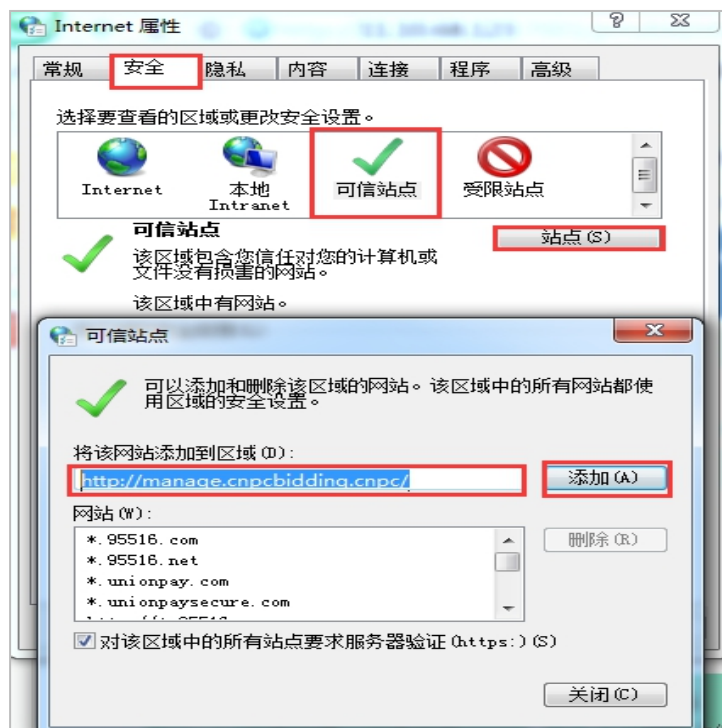 Internet 属性
常规 安全 隐私 内容 连接 程序 高级
选择要查看的区域或更改安全设置。
Internet 本地 Intranet 可信站点 受限站点
可信站点
站点(S)
该区域包含您信任对您的计算机或
文件没有损害的网站。
该区域中有网站。
可信站点
可以添加和删除该区域的网站。该区域中的所有网站都使
用区域的安全设置。
将该网站添加到区域(D):
http://manage.cnpcbidding.cnpc/
添加(A)
网站(W):
*.95516.com
*.95516.net
*.unionpay.com
*.unionpaysecure.com
删除(R)
对该区域中的所有站点要求服务器验证(https:)(S)
关闭(C)